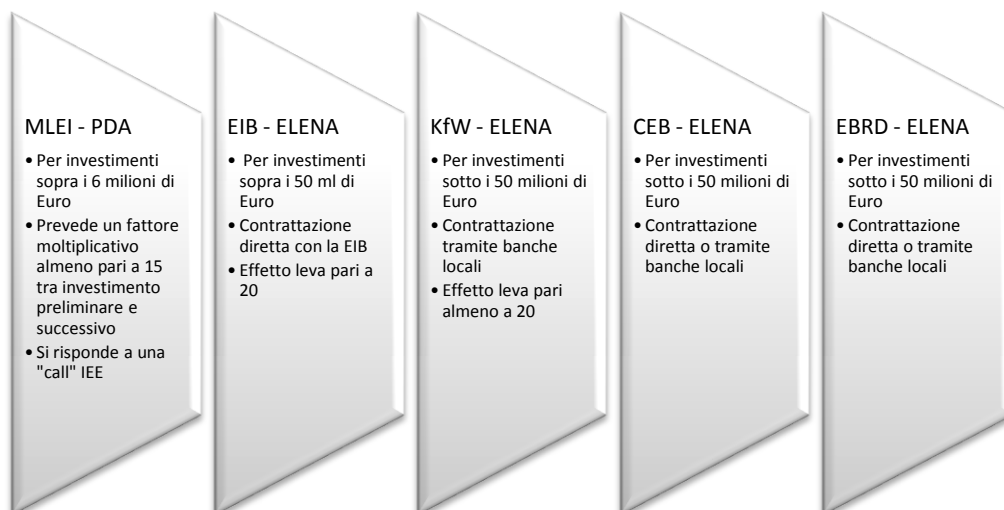 MLEI - PDA
• Per investimenti
sopra i 6 milioni di
Euro
• Prevede un fattore
moltiplicativo
almeno pari a 15
tra investimento
preliminare e
successivo
• Si risponde a una
"call" IEE
EIB - ELENA
• Per investimenti
sopra i 50 ml di
Euro
• Contrattazione
diretta con la EIB
• Effetto leva pari a
20
KfW - ELENA
• Per investimenti
sotto i 50 milioni di
Euro
• Contrattazione
tramite banche
locali
• Effetto leva pari
almeno a 20
CEB - ELENA
• Per investimenti
sotto i 50 milioni di
Euro
• Contrattazione
diretta o tramite
banche locali
EBRD - ELENA
• Per investimenti
sotto i 50 milioni di
Euro
• Contrattazione
diretta o tramite
banche locali